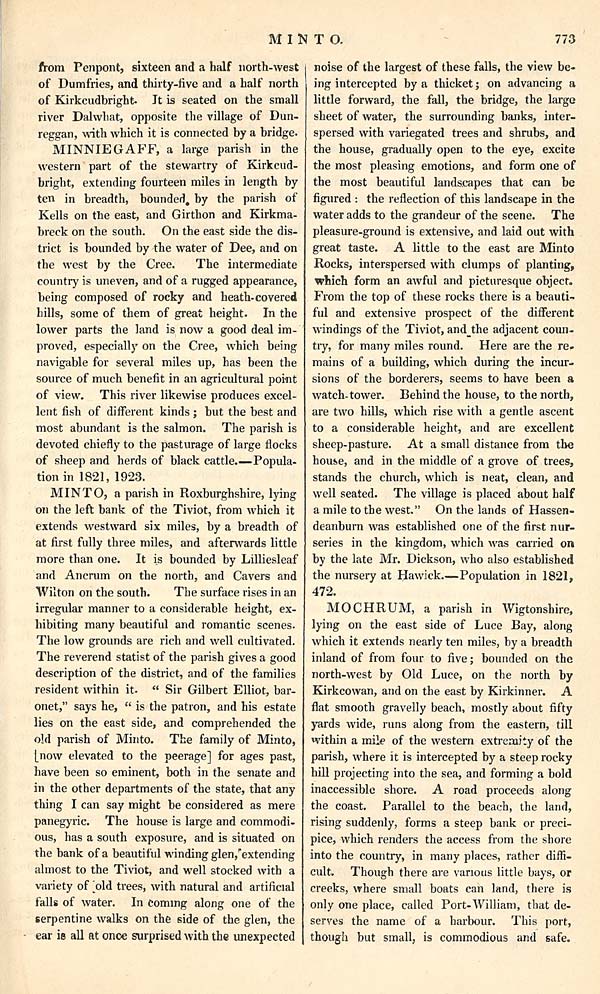 MINTO.
773
from Penpont, sixteen and a half north-west
of Dumfries, and thirty-five and a half north
of Kirkcudbright. It is seated on the small
river Dalwhat, opposite the village of Dun-
reggan, with which it is connected by a bridge.
MINNIEGAFF, a large parish in the
western part of the stewartry of Kirkcud-
bright, extending fourteen miles in length by
ten in breadth, bounded, by the parish of
Kells on the east, and Girthon and Kirkma-
breck on the south. On the east side the dis-
trict is bounded by the water of Dee, and on
the west by the Cree. The intermediate
country is uneven, and of a rugged appearance,
being composed of rocky and heath-covered
hills, some of them of great height. In the
lower parts the land is now a good deal im-
proved, especially on the Cree, which being
navigable for several miles up, has been the
source of much benefit in an agricultural point
of view. This river likewise produces excel-
lent fish of different kinds; but the best and
most abundant is the salmon. The parish is
devoted chiefly to the pasturage of large flocks
of sheep and herds of black cattle.—Popula-
tion in 1821, 1923.
MINTO, a parish in Roxburghshire, lying
on the left bank of the Tiviot, from which it
extends westward six miles, by a breadth of
at first fully three miles, and afterwards little
more than one. It is bounded by Lilliesleaf
and Ancrum on the north, and Cavers and
Wilton on the south. The surface rises in an
irregular manner to a considerable height, ex-
hibiting many beautiful and romantic scenes.
The low grounds are rich and well cultivated.
The reverend statist of the parish gives a good
description of the district, and of the families
resident within it. “ Sir Gilbert Elliot, bar-
onet,” says he, “ is the patron, and his estate
lies on the east side, and comprehended the
old parish of Minto. The family of Minto,
[now elevated to the peerage] for ages past,
have been so eminent, both in the senate and
in the other departments of the state, that any
thing I can say might be considered as mere
panegyric. The house is large and commodi-
ous, has a south exposure, and is situated on
the bank of a beautiful winding glen, extending
almost to the Tiviot, and well stocked with a
variety of old trees, with natural and artificial
falls of water. In coming along one of the
serpentine walks on the side of the glen, the
ear is all at once surprised with the unexpected
noise of the largest of these falls, the view be-
ing intercepted by a thicket; on advancing a
little forward, the fall, the bridge, the large
sheet of water, the surrounding banks, inter-
spersed with variegated trees and shrubs, and
the house, gradually open to the eye, excite
the most pleasing emotions, and form one of
the most beautiful landscapes that can be
figured : the reflection of this landscape in the
water adds to the grandeur of the scene. The
pleasure-ground is extensive, and laid out with
great taste. A little to the east are Minto
Rocks, interspersed with clumps of planting,
which form an awful and picturesque object.
From the top of these rocks there is a beauti-
ful and extensive prospect of the different
windings of the Tiviot, and the adjacent coun-
try, for many miles round. Here are the re-
mains of a building, which during the incur-
sions of the borderers, seems to have been a
watch-tower. Behind the house, to the north,
are two hills, which rise with a gentle ascent
to a considerable height, and are excellent
sheep-pasture. At a small distance from the
house, and in the middle of a grove of trees,
stands the church, which is neat, clean, and
well seated. The village is placed about half
a mile to the west.” On the lands of Hassen-
deanburn was established one of the first nur-
series in the kingdom, which was carried on
by the late Mr. Dickson, who also established
the nursery at Hawick.—Population in 1821,
472.
MOCHRUM, a parish in Wigtonshire,
lying on the east side of Luce Bay, along
which it extends nearly ten miles, by a breadth
inland of from four to five; bounded on the
north-west by Old Luce, on the north by
Kirkcowan, and on the east by Kirkinner. A
flat smooth gravelly beach, mostly about fifty
yards wide, runs along from the eastern, till
within a mile of the western extremity of the
parish, where it is intercepted by a steep rocky
hill projecting into the sea, and forming a bold
inaccessible shore. A road proceeds along
the coast. Parallel to the beach, the land,
rising suddenly, forms a steep bank or preci-
pice, which renders the access from the shore
into the country, in many places, rather diffi-
cult. Though there are various little bays, or
creeks, where small boats can land, there is
only one place, called Port-William, that de-
serves the name of a harbour. This port,
though but small, is commodious and safe.